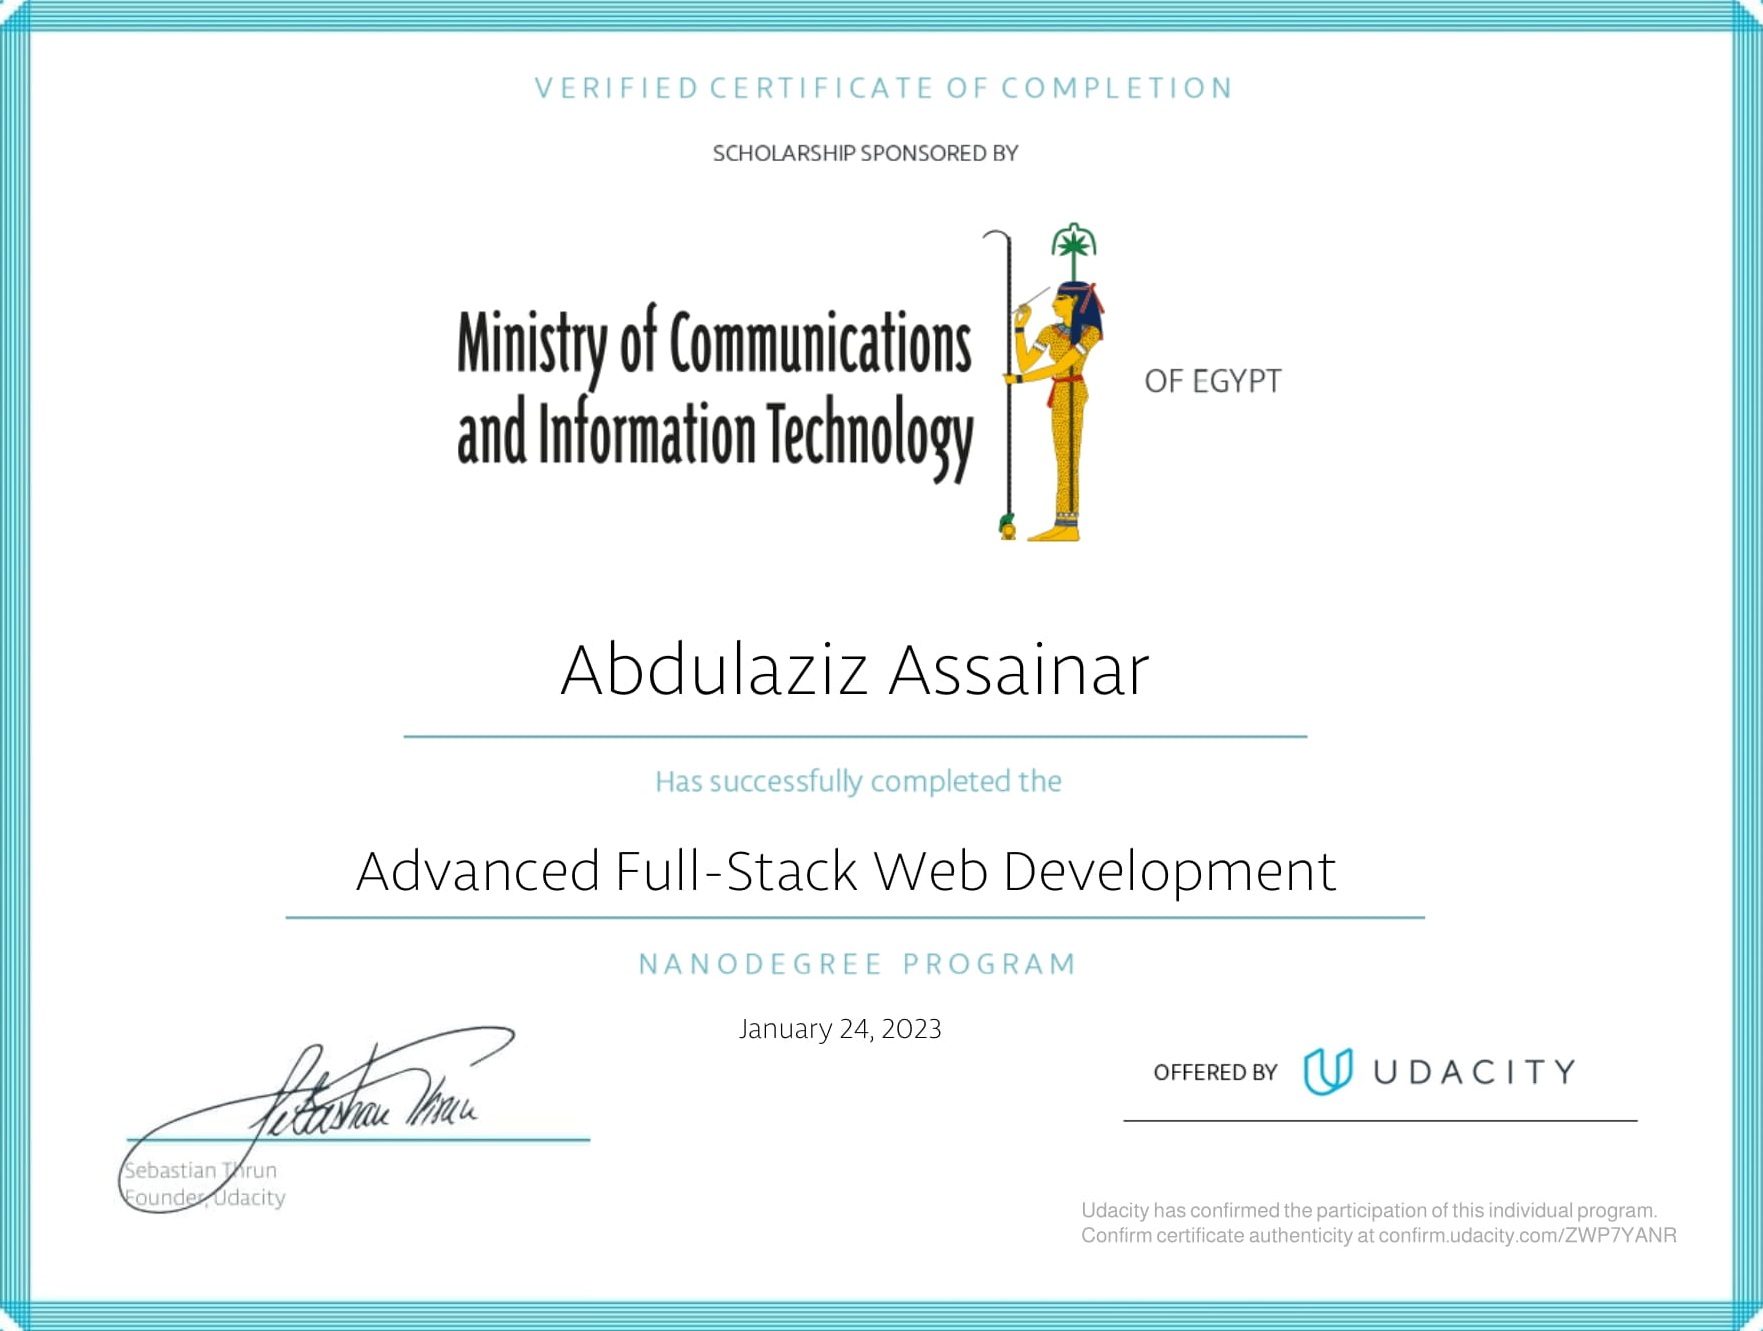 VERIFIED CERTIFICATE OF COMPLETION
SCHOLARSHIP SPONSORED BY
Ministry of Communications
and Information Technology
OF EGYPT
Abdulaziz Assainar
Has successfully completed the
Advanced Full-Stack Web Development
NANODEGREE PROGRAM
January 24, 2023
Sebastian Thrun
OFFERED BY UDACITY
Sebastian Thrun
Founder, Udacity
Udacity has confirmed the participation of this individual program.
Confirm certificate authenticity at confirm.udacity.com/ZWP7YANR